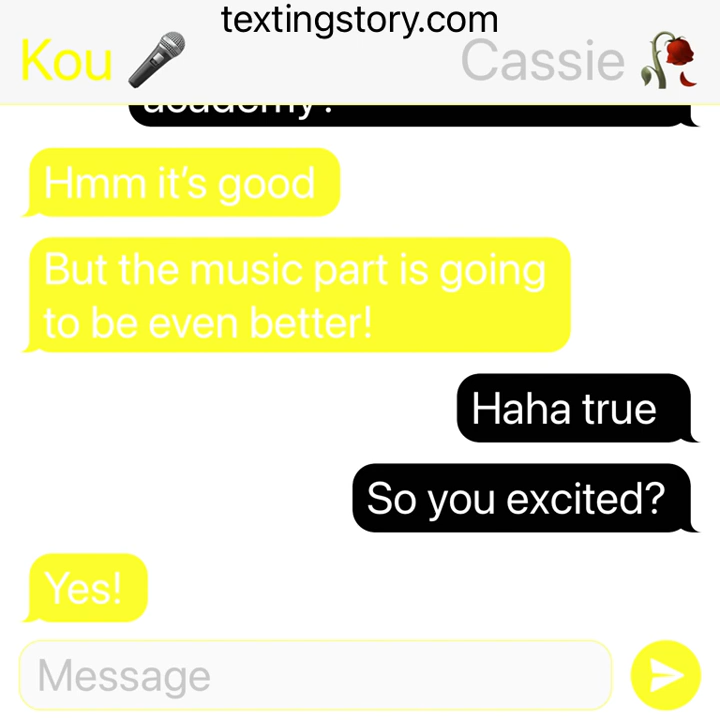 textingstory.com
Kou 🎤
Cassie 🥀
academy?
Hmm it's good
But the music part is going
to be even better!
Haha true
So you excited?
Yes!
Message